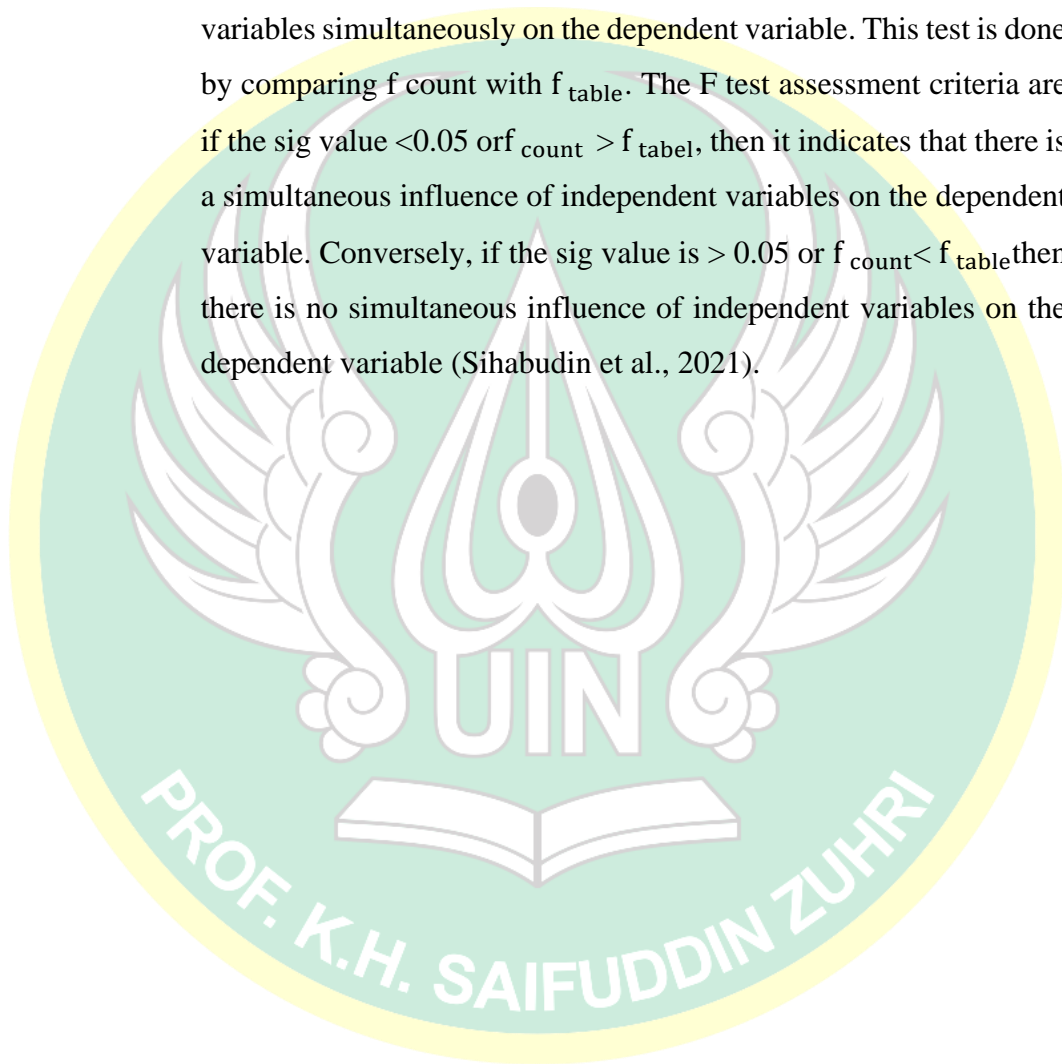 variables simultaneously on the dependent variable. This test is done
by comparing f count with f table. The F test assessment criteria are
if the sig value <0.05 orf count > f tabel, then it indicates that there is
a simultaneous influence of independent variables on the dependent
variable. Conversely, if the sig value is > 0.05 or f count< f tablethen
there is no simultaneous influence of independent variables on the
dependent variable (Sihabudin et al., 2021).
UIN
PROF. K.H. SAIFUDDIN ZUHRI